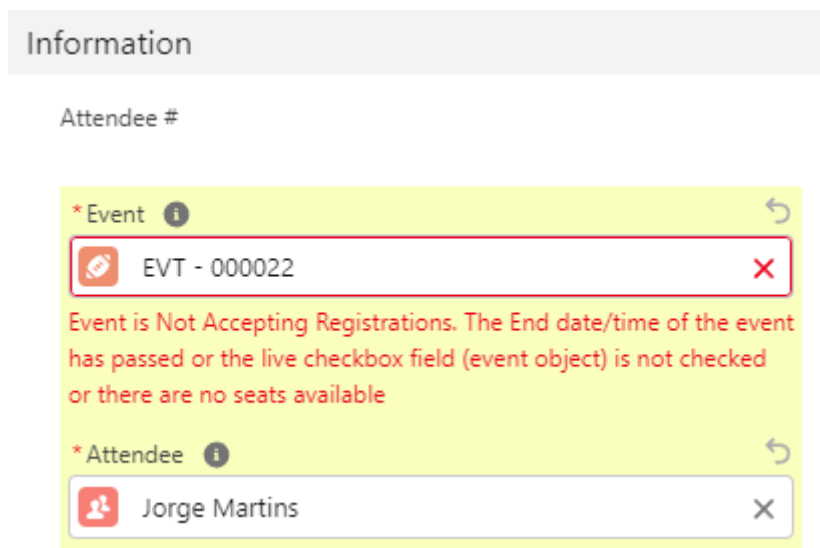 Information
Attendee #
*Event
EVT - 000022
Event is Not Accepting Registrations. The End date/time of the event
has passed or the live checkbox field (event object) is not checked
or there are no seats available
*Attendee
Jorge Martins